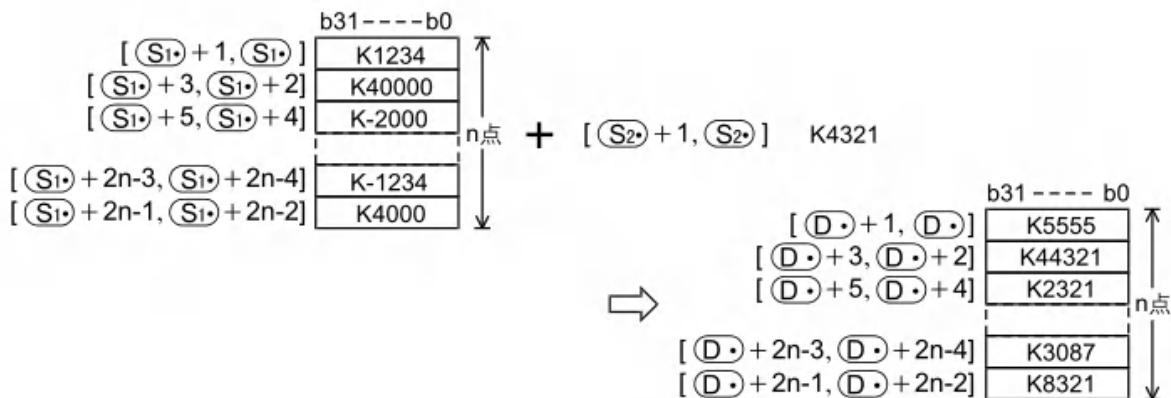 b31----b0
[(S1•)+1,(S1•)] K1234
[(S1•)+3,(S1•)+2] K40000
[(S1•)+5,(S1•)+4] K-2000
n点 + [(S2•)+1,(S2•)] K4321
[(S1•)+2n-3,(S1•)+2n-4] K-1234
[(S1•)+2n-1,(S1•)+2n-2] K4000
b31---- b0
[(D•)+1,(D•)] K5555
[(D•)+3,(D•)+2] K44321
[(D•)+5,(D•)+4] K2321
n点
[(D•)+2n-3,(D•)+2n-4] K3087
[(D•)+2n-1,(D•)+2n-2] K8321